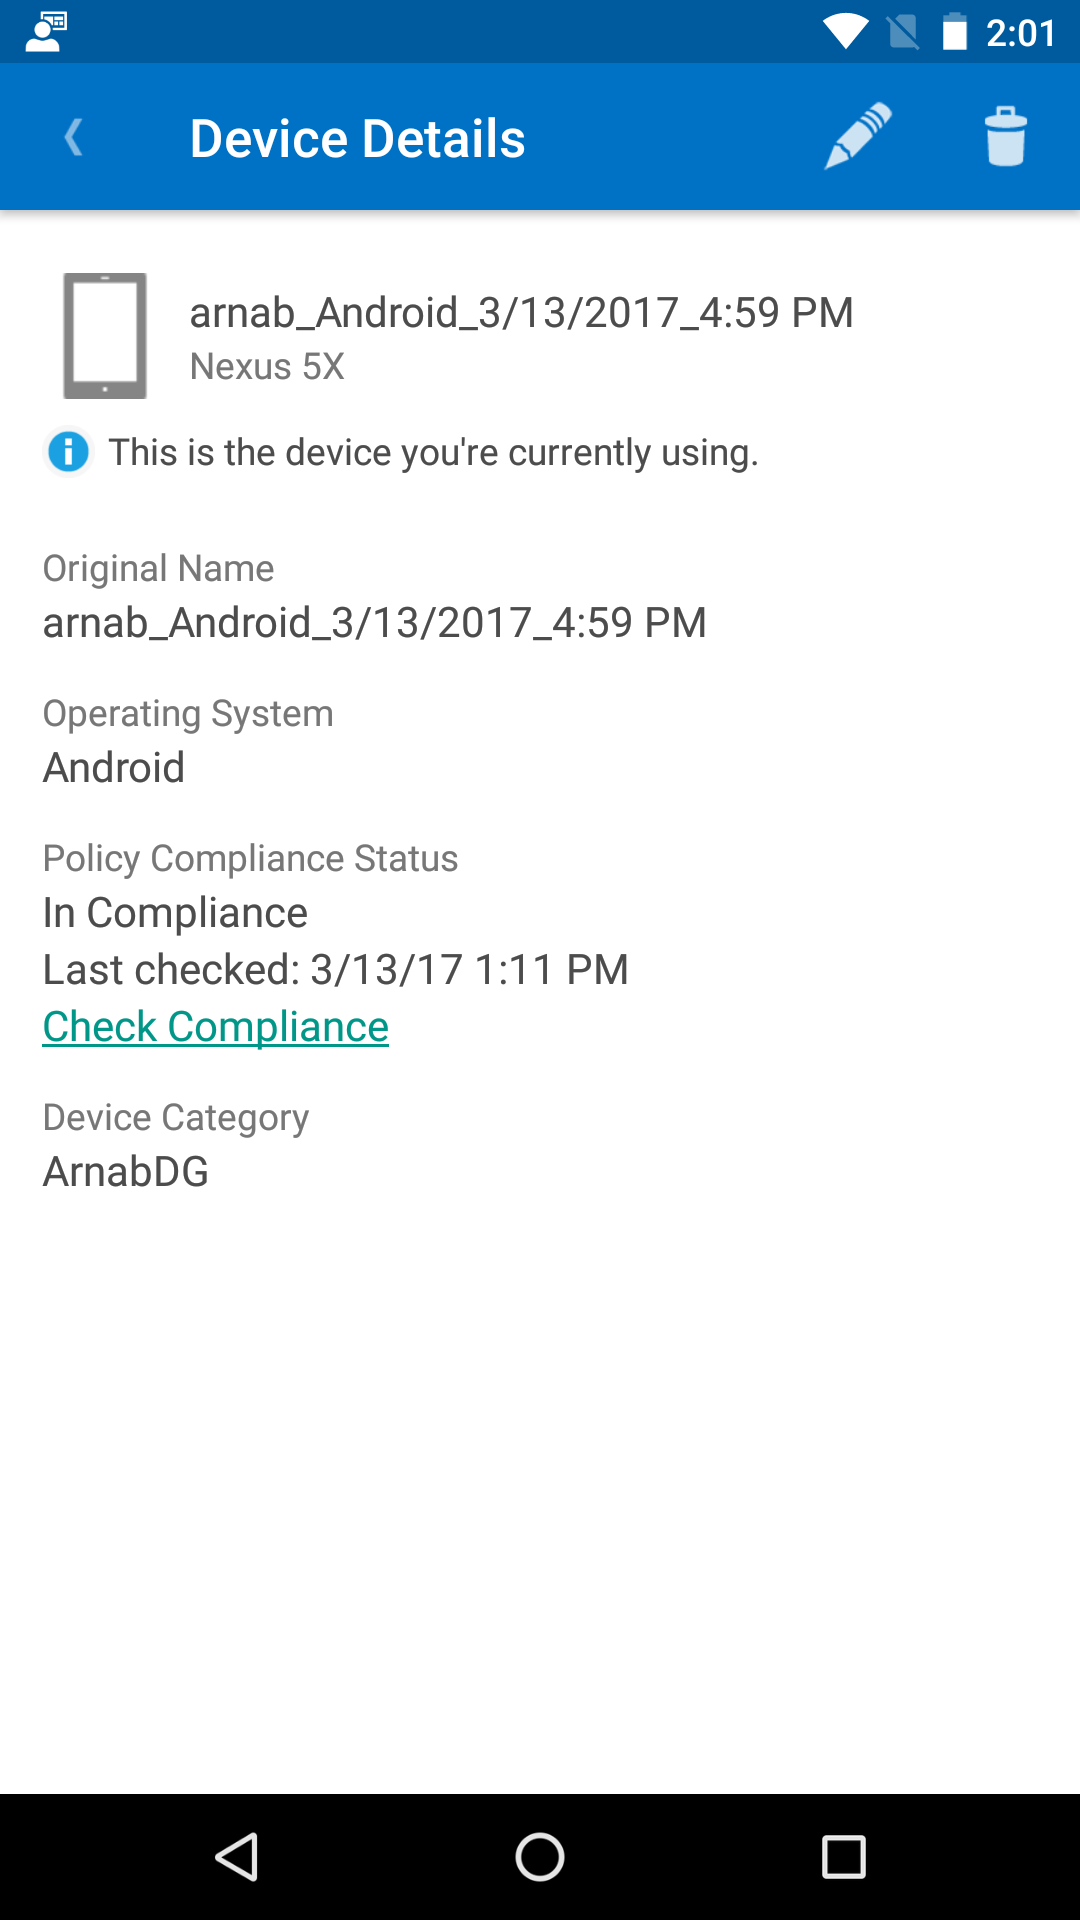 2:01
Device Details
arnab_Android_3/13/2017_4:59 PM
Nexus 5X
This is the device you're currently using.
Original Name
arnab_Android_3/13/2017_4:59 PM
Operating System
Android
Policy Compliance Status
In Compliance
Last checked: 3/13/17 1:11 PM
Check Compliance
Device Category
ArnabDG